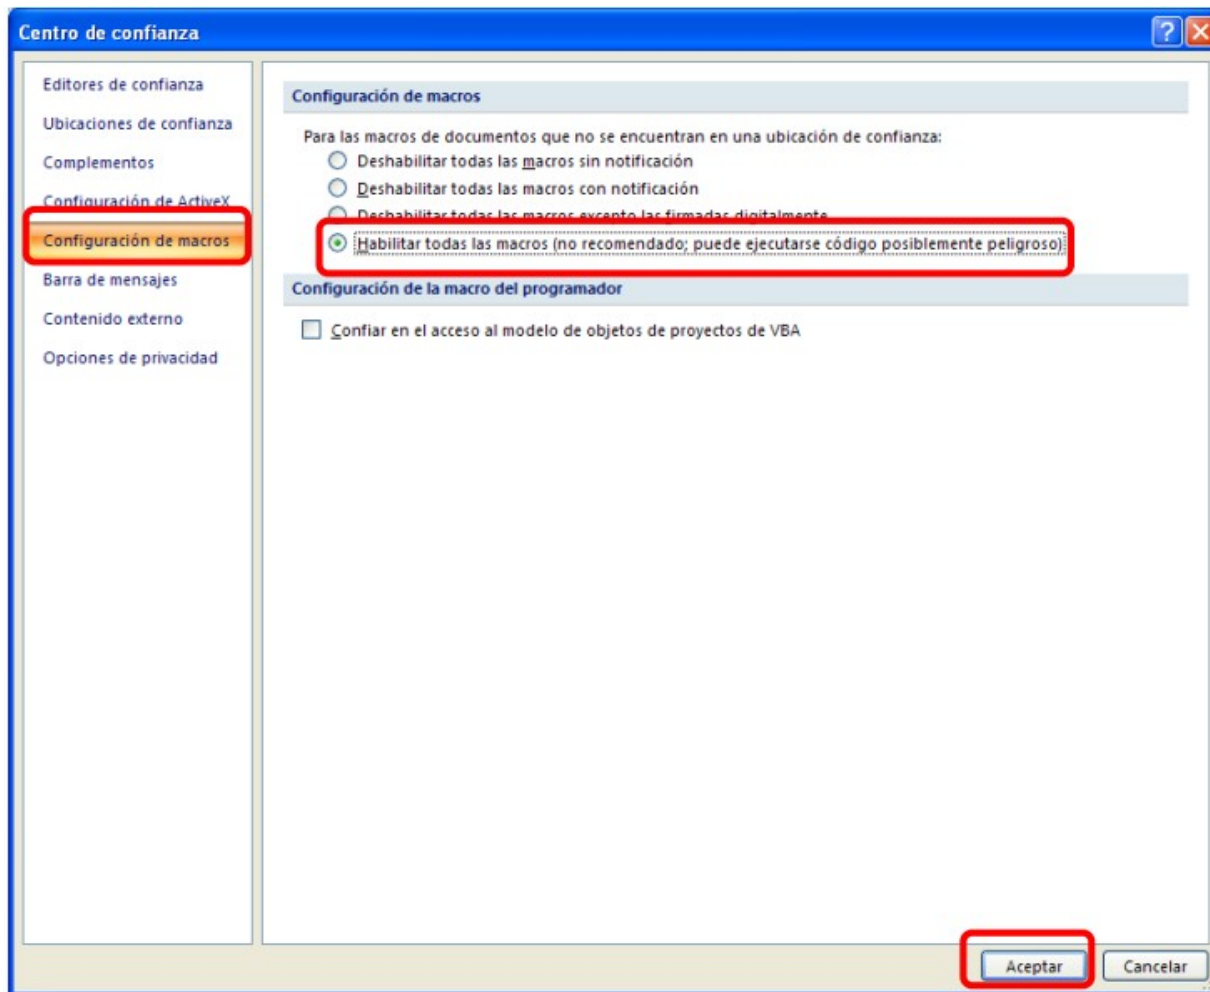 Centro de confianza
Editores de confianza
Ubicaciones de confianza
Complementos
Configuración de ActiveX
Configuración de macros
Barra de mensajes
Contenido externo
Opciones de privacidad
Configuración de macros
Para las macros de documentos que no se encuentran en una ubicación de confianza:
Deshabilitar todas las macros sin notificación
Deshabilitar todas las macros con notificación
Deshabilitar todas las macros excepto las firmadas digitalmente
Habilitar todas las macros (no recomendado; puede ejecutarse código posiblemente peligroso)
Configuración de la macro del programador
Confiar en el acceso al modelo de objetos de proyectos de VBA
Aceptar
Cancelar